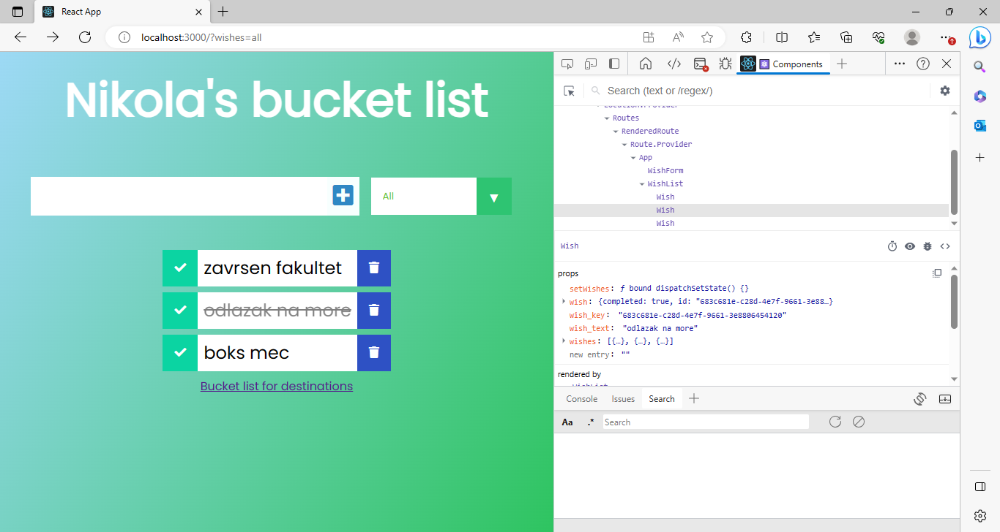 React App
localhost:3000/?wishes=all
Nikola's bucket list
All
zavrsen fakultet
odlazak na more
boks mec
Bucket list for destinations
Components
Search (text or /regex/)
LocationProvider
Routes
RenderedRoute
Route.Provider
App
WishForm
WishList
Wish
Wish
Wish
Wish
props
setWishes: ƒ bound dispatchSetState() {}
wish: {completed: true, id: "683c681e-c28d-4e7f-9661-3e88…}
wish_key: "683c681e-c28d-4e7f-9661-3e8806454120"
wish_text: "odlazak na more"
wishes: [{…}, {…}, {…}]
new entry: ""
rendered by
WishList
Console Issues Search
Aa .* Search